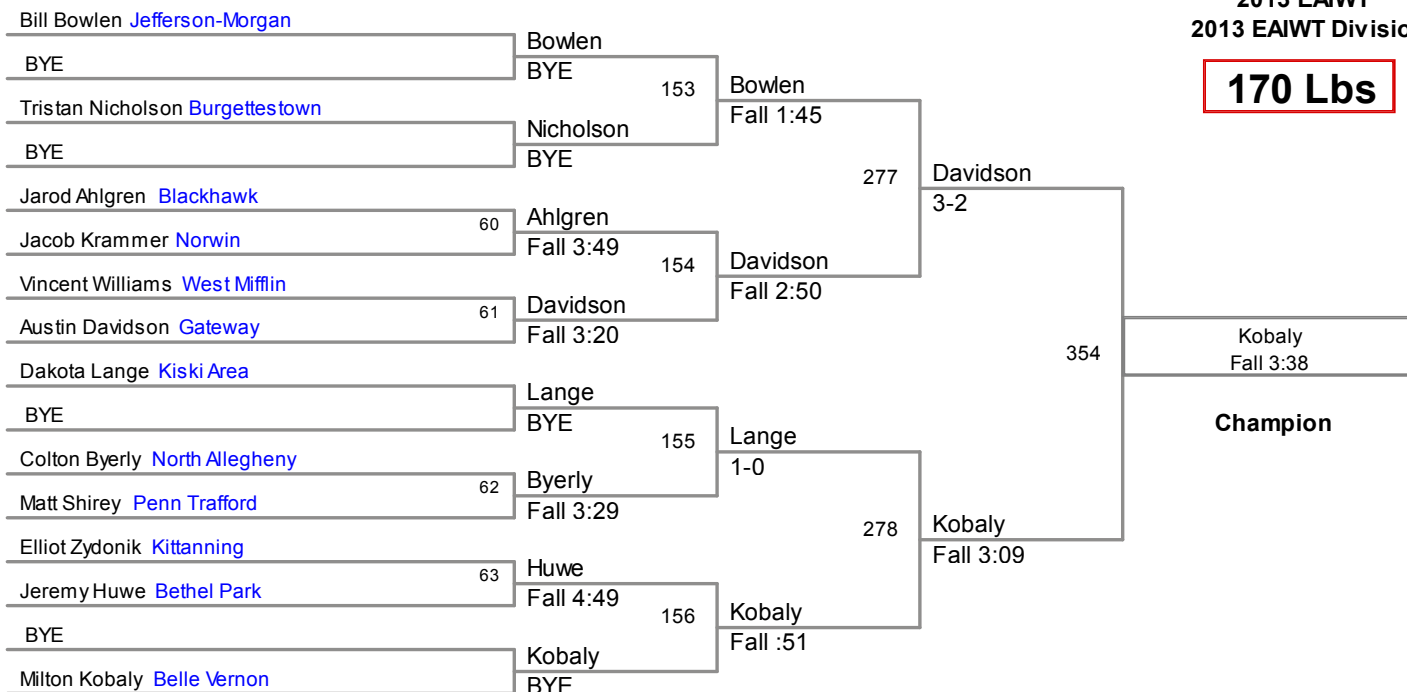 2013 EAIWT
2013 EAIWT Divisio
170 Lbs
Bill Bowlen Jefferson-Morgan
BYE
Tristan Nicholson Burgettestown
BYE
Jarod Ahlgren Blackhawk
Jacob Krammer Norwin
Vincent Williams West Mifflin
Austin Davidson Gateway
Dakota Lange Kiski Area
BYE
Colton Byerly North Allegheny
Matt Shirey Penn Trafford
Elliot Zydonik Kittanning
Jeremy Huwe Bethel Park
BYE
Milton Kobaly Belle Vernon
60
61
62
63
Bowlen
BYE
Nicholson
BYE
Ahlgren
Fall 3:49
Davidson
Fall 3:20
Lange
BYE
Byerly
Fall 3:29
Huwe
Fall 4:49
Kobaly
BYE
153
154
155
156
Bowlen
Fall 1:45
Davidson
Fall 2:50
Lange
1-0
Kobaly
Fall :51
277
278
Davidson
3-2
Kobaly
Fall 3:09
354
Kobaly
Fall 3:38
Champion